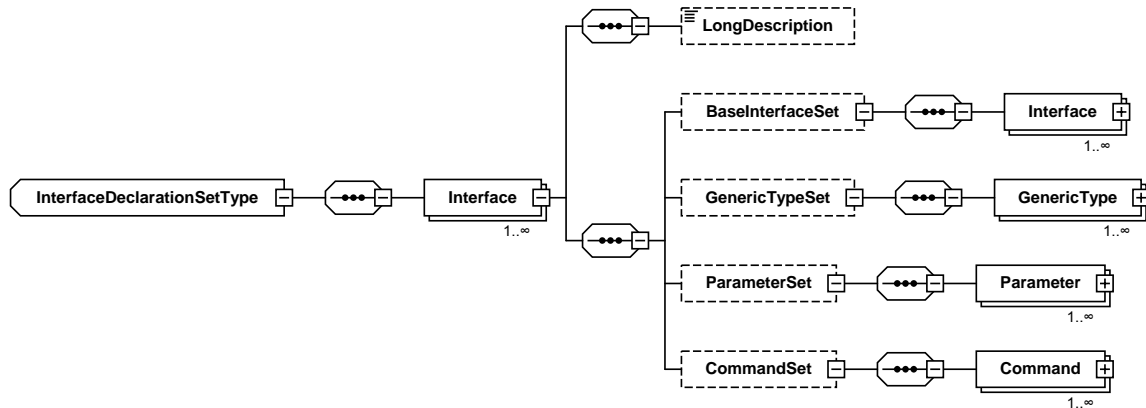 LongDescription
BaseInterfaceSet
Interface
1..∞
InterfaceDeclarationSetType
Interface
1..∞
GenericTypeSet
GenericType
1..∞
ParameterSet
Parameter
1..∞
CommandSet
Command
1..∞